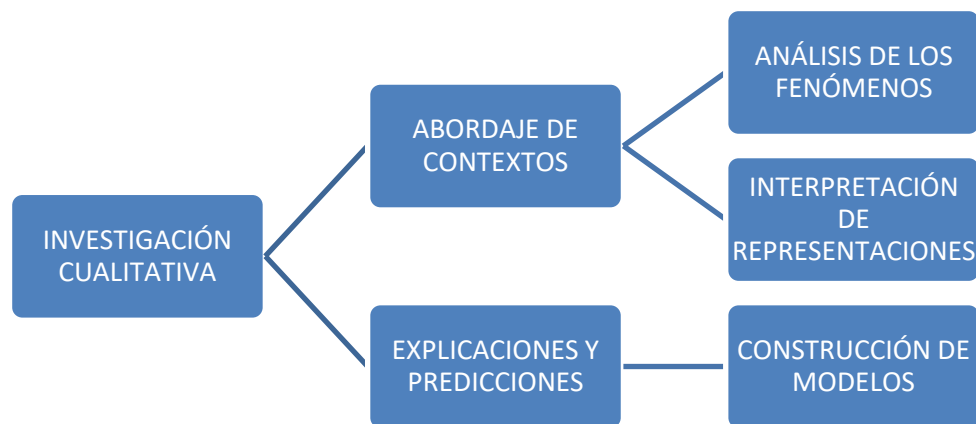 INVESTIGACIÓN
CUALITATIVA
ABORDAJE DE
CONTEXTOS
ANÁLISIS DE LOS
FENÓMENOS
INTERPRETACIÓN
DE
REPRESENTACIONES
EXPLICACIONES Y
PREDICCIONES
CONSTRUCCIÓN DE
MODELOS